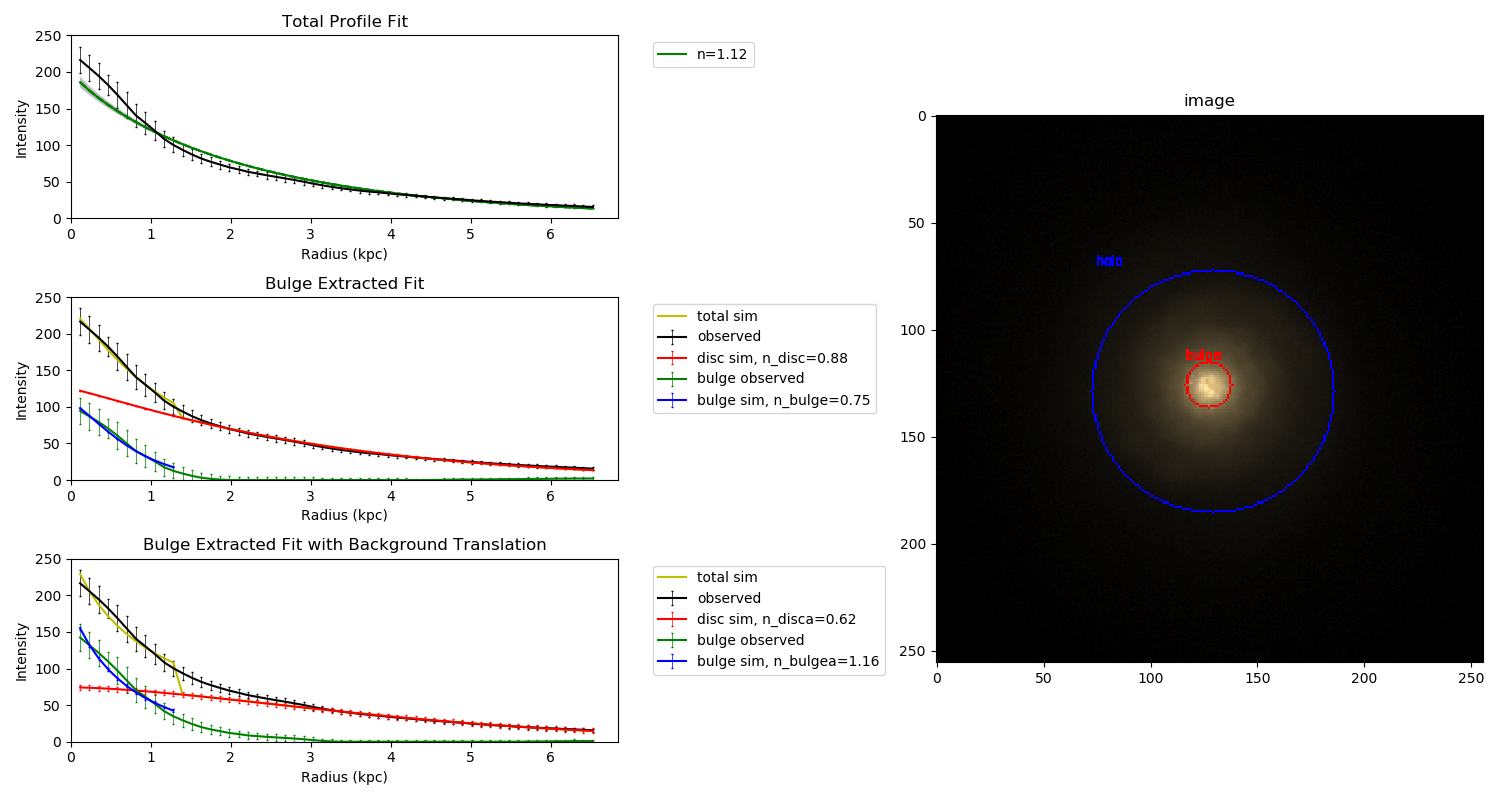 Total Profile Fit
250
200
150
100
50
0
Intensity
0 1 2 3 4 5 6
Radius (kpc)
n=1.12
Bulge Extracted Fit
250
200
150
100
50
0
Intensity
0 1 2 3 4 5 6
Radius (kpc)
total sim
observed
disc sim, n_disc=0.88
bulge observed
bulge sim, n_bulge=0.75
Bulge Extracted Fit with Background Translation
250
200
150
100
50
0
Intensity
0 1 2 3 4 5 6
Radius (kpc)
total sim
observed
disc sim, n_disca=0.62
bulge observed
bulge sim, n_bulgea=1.16
image
0
50
100
150
200
250
0 50 100 150 200 250
halo
bulge